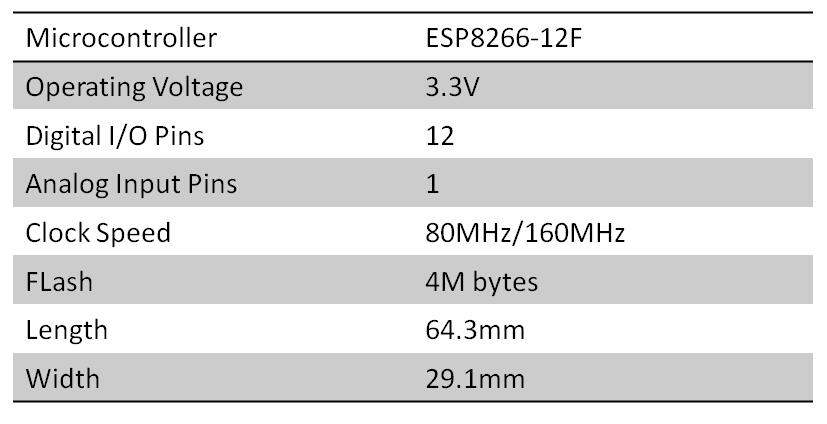 Microcontroller ESP8266-12F
Operating Voltage 3.3V
Digital I/O Pins 12
Analog Input Pins 1
Clock Speed 80MHz/160MHz
FLash 4M bytes
Length 64.3mm
Width 29.1mm